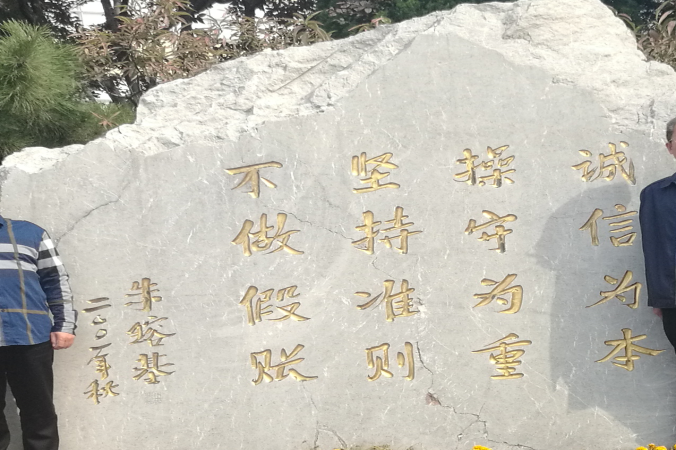 诚信为本
操守为重
坚持准则
不做假账
朱镕基
二〇〇一年秋